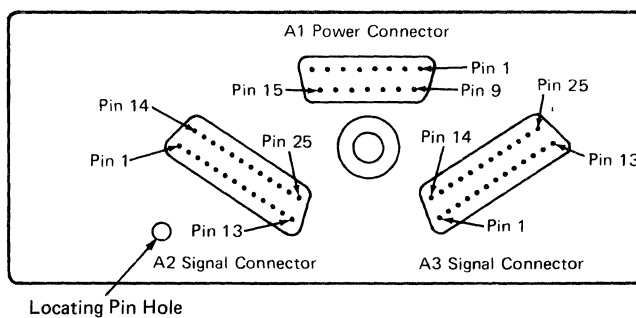 A1 Power Connector
Pin 1
Pin 15
Pin 9
Pin 14
Pin 25
Pin 25
Pin 14
Pin 1
Pin 13
Pin 13
Pin 1
A2 Signal Connector
A3 Signal Connector
Locating Pin Hole